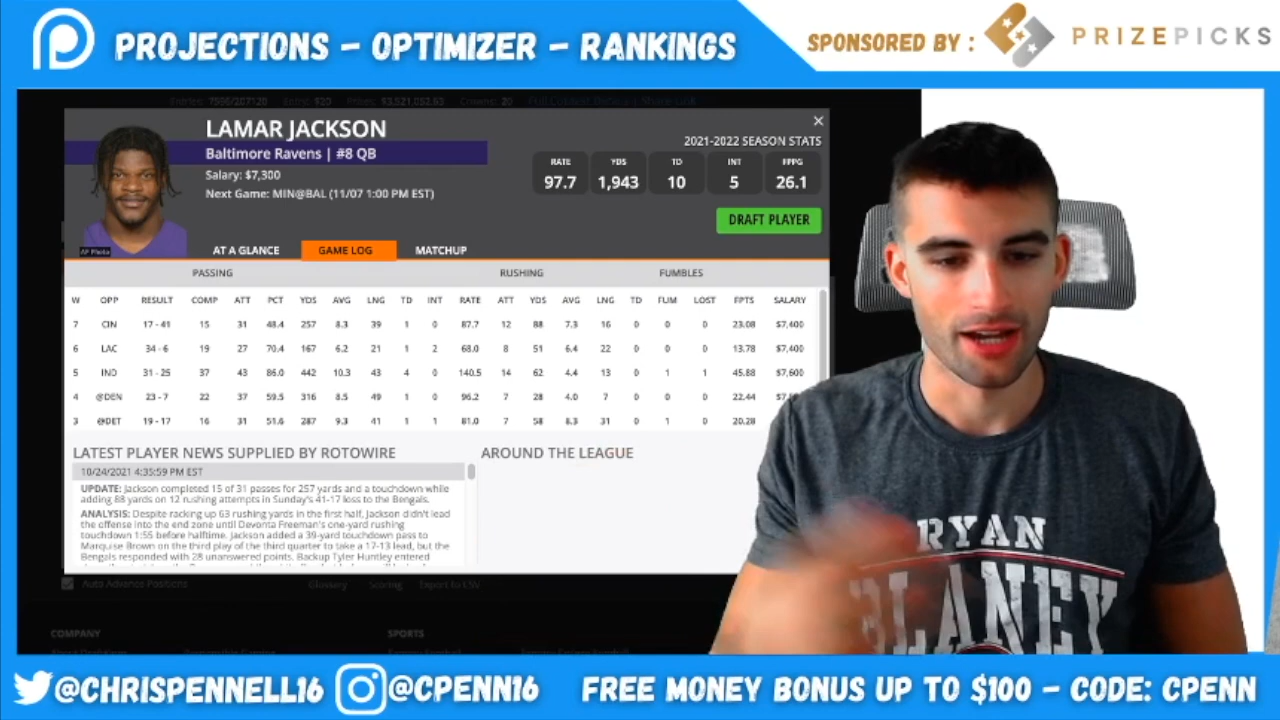 PROJECTIONS – OPTIMIZER – RANKINGS
SPONSORED BY : PRIZEPICKS
LAMAR JACKSON
Baltimore Ravens | #8 QB
Salary: $7,300
Next Game: MIN@BAL (11/07 1:00 PM EST)
2021-2022 SEASON STATS
RATE YDS TD INT FPPG
97.7 1,943 10 5 26.1
DRAFT PLAYER
AP Photo
AT A GLANCE GAME LOG MATCHUP
PASSING RUSHING FUMBLES
W OPP RESULT COMP ATT PCT YDS AVG LNG TD INT RATE ATT YDS AVG LNG TD FUM LOST FPTS SALARY
7 CIN 17 - 41 15 31 48.4 257 8.3 39 1 0 87.7 12 88 7.3 16 0 0 0 23.08 $7,400
6 LAC 34 - 6 19 27 70.4 167 6.2 21 1 2 68.0 8 51 6.4 22 0 0 0 13.78 $7,400
5 IND 31 - 25 37 43 86.0 442 10.3 43 4 0 140.5 14 62 4.4 13 0 1 1 45.88 $7,600
4 @DEN 23 - 7 22 37 59.5 316 8.5 49 1 0 96.2 7 28 4.0 7 0 0 0 22.44
3 @DET 19 - 17 16 31 51.6 287 9.3 41 1 1 81.0 7 58 8.3 31 0 1 0 20.28
LATEST PLAYER NEWS SUPPLIED BY ROTOWIRE
AROUND THE LEAGUE
10/24/2021 4:35:59 PM EST
UPDATE: Jackson completed 15 of 31 passes for 257 yards and a touchdown while
adding 88 yards on 12 rushing attempts in Sunday's 41-17 loss to the Bengals.
ANALYSIS: Despite racking up 63 rushing yards in the first half, Jackson didn't lead
the offense into the end zone until Devonta Freeman's one-yard rushing
touchdown 1:55 before halftime. Jackson added a 39-yard touchdown pass to
Marquise Brown on the third play of the third quarter to take a 17-13 lead, but the
Bengals responded with 28 unanswered points. Backup Tyler Huntley entered
Auto Advance Positions
Glossary Scoring Export to CSV
COMPANY SPORTS
RYAN
BLANEY
@CHRISPENNELL16 @CPENN16 FREE MONEY BONUS UP TO $100 – CODE: CPENN